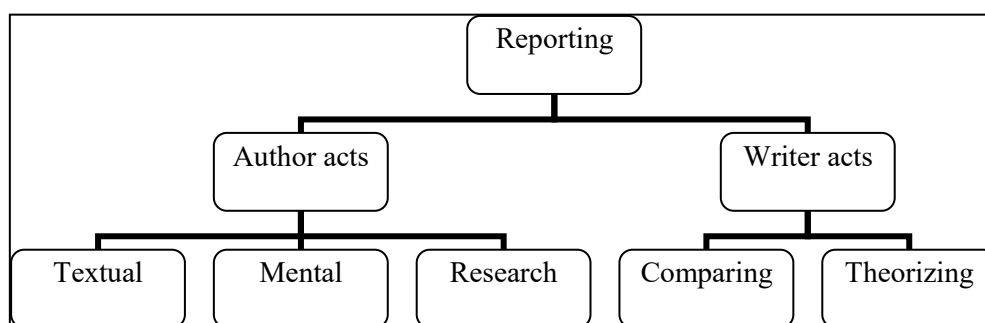 Reporting
Author acts
Writer acts
Textual
Mental
Research
Comparing
Theorizing